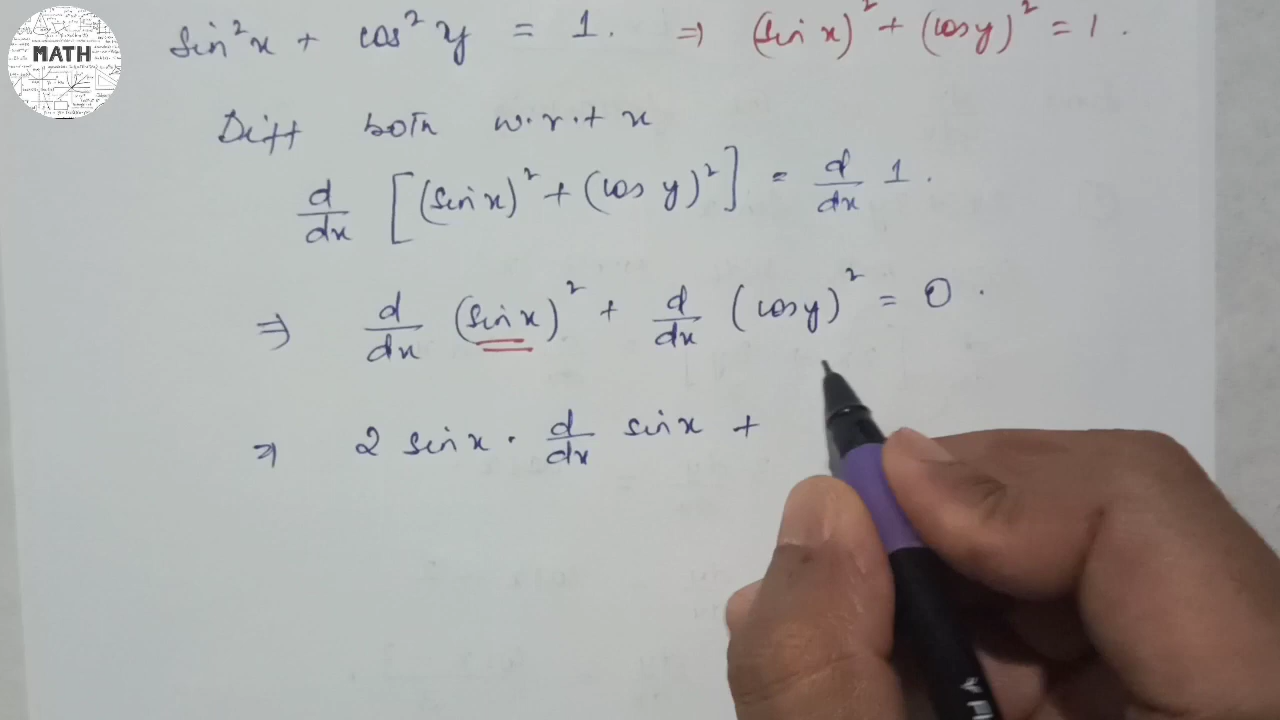 MATH
sin²x + cos²y = 1. ⇒ (sin x)² + (cos y)² = 1.
Diff both w.r.t x
d/dx [(sin x)² + (cos y)²] = d/dx 1.
⇒ d/dx (sin x)² + d/dx (cos y)² = 0.
⇒ 2 sin x · d/dx sin x +